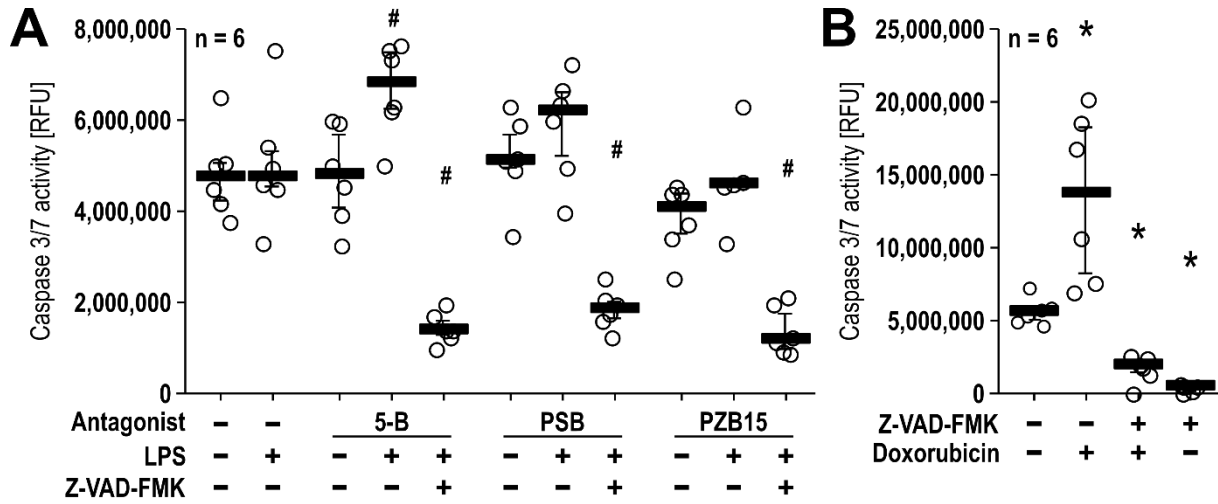 A
n = 6
Caspase 3/7 activity [RFU]
8,000,000
6,000,000
4,000,000
2,000,000
0
#
#
#
#
Antagonist – – 5-B PSB PZB15
LPS – + – + + – + + – + +
Z-VAD-FMK – – – – + – – + – – +
B
n = 6
Caspase 3/7 activity [RFU]
25,000,000
20,000,000
15,000,000
10,000,000
5,000,000
0
*
*
*
Z-VAD-FMK – – + +
Doxorubicin – + + –